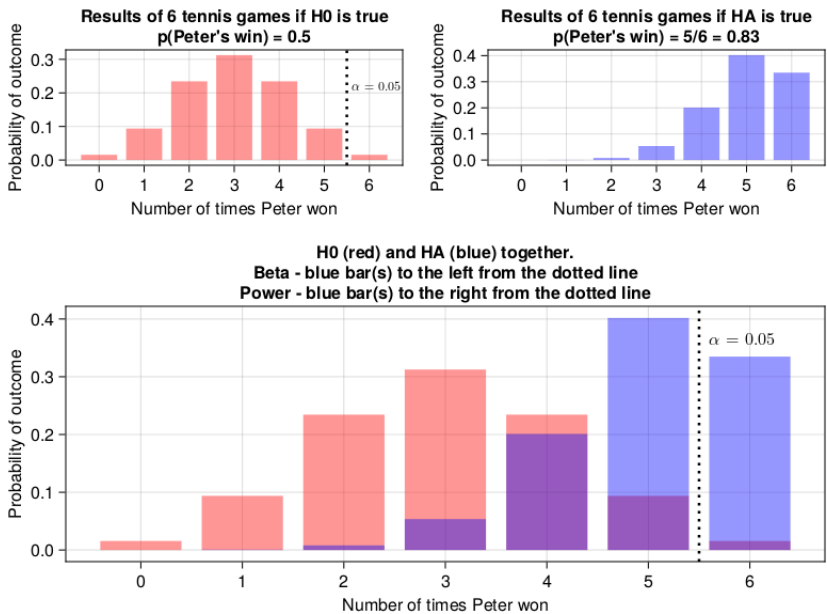 Results of 6 tennis games if H0 is true
p(Peter's win) = 0.5
Probability of outcome
0.3
0.2
0.1
0.0
α = 0.05
0 1 2 3 4 5 6
Number of times Peter won
Results of 6 tennis games if HA is true
p(Peter's win) = 5/6 = 0.83
Probability of outcome
0.4
0.3
0.2
0.1
0.0
0 1 2 3 4 5 6
Number of times Peter won
H0 (red) and HA (blue) together.
Beta - blue bar(s) to the left from the dotted line
Power - blue bar(s) to the right from the dotted line
Probability of outcome
0.4
0.3
0.2
0.1
0.0
α = 0.05
0 1 2 3 4 5 6
Number of times Peter won